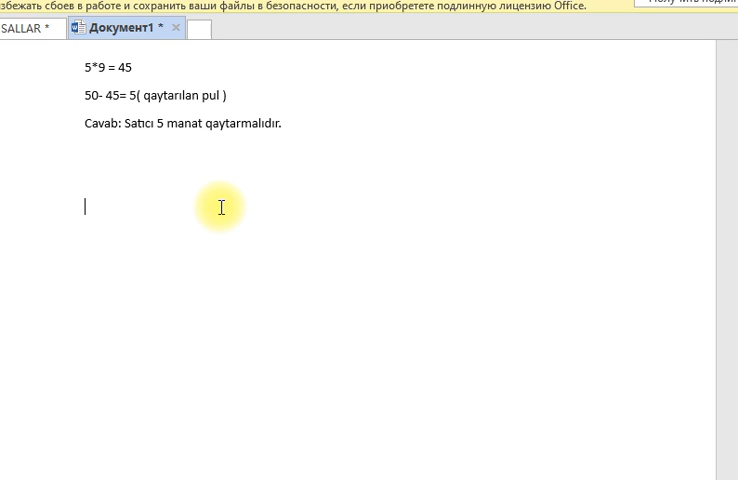 избежать сбоев в работе и сохранить ваши файлы в безопасности, если приобретете подлинную лицензию Office.
SALLAR *
Документ1 *
5*9 = 45
50- 45= 5( qaytarılan pul )
Cavab: Satıcı 5 manat qaytarmalıdır.